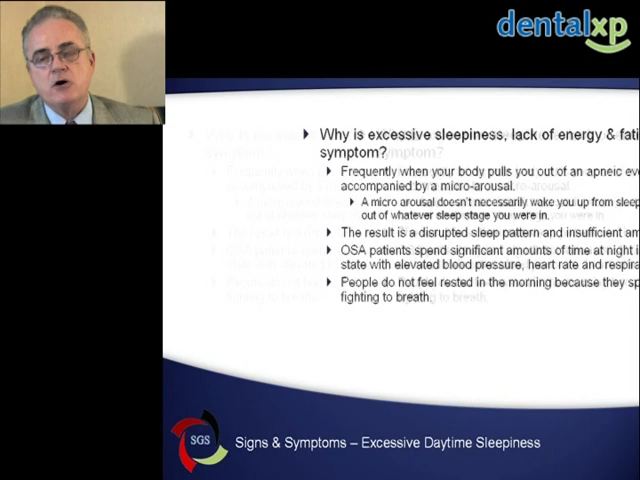 dentalxp
Why is excessive sleepiness, lack of energy & fati
symptom?
Frequently when your body pulls you out of an apneic eve
accompanied by a micro-arousal.
A micro arousal doesn't necessarily wake you up from sleep
out of whatever sleep stage you were in.
The result is a disrupted sleep pattern and insufficient am
OSA patients spend significant amounts of time at night i
state with elevated blood pressure, heart rate and respira
People do not feel rested in the morning because they sp
fighting to breath.
SGS
Signs & Symptoms – Excessive Daytime Sleepiness